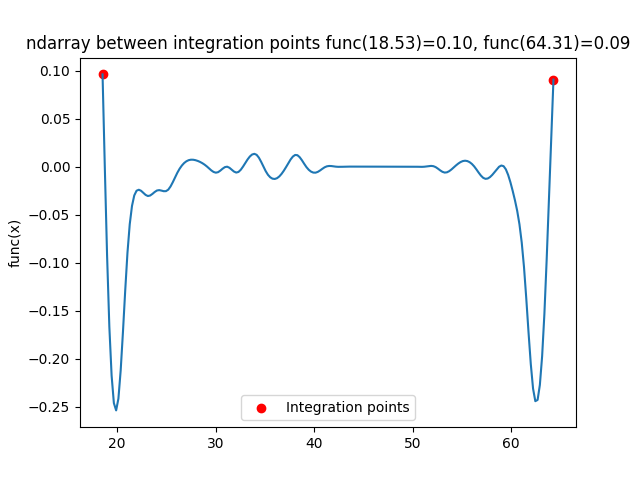 ndarray between integration points func(18.53)=0.10, func(64.31)=0.09
0.10
0.05
0.00
−0.05
−0.10
−0.15
−0.20
−0.25
func(x)
Integration points
20 30 40 50 60